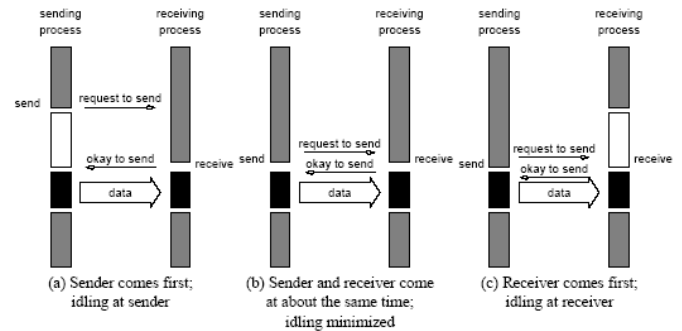 sending process
receiving process
send
request to send
okay to send
receive
data
(a) Sender comes first;
idling at sender
sending process
receiving process
request to send
send
okay to send
receive
data
(b) Sender and receiver come
at about the same time;
idling minimized
sending process
receiving process
request to send
send
okay to send
receive
data
(c) Receiver comes first;
idling at receiver